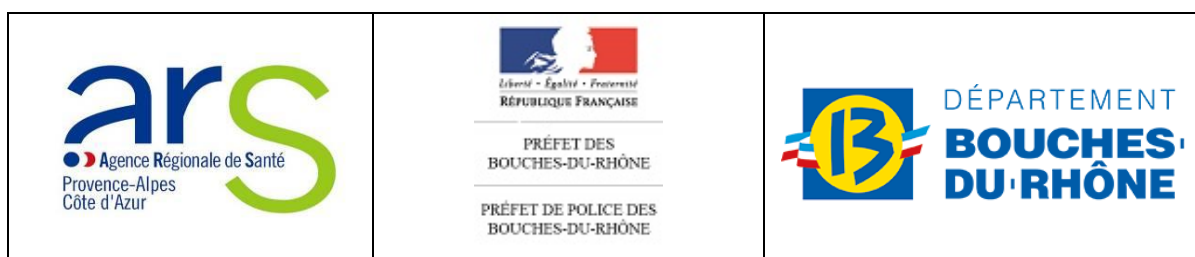 ars
Agence Régionale de Santé
Provence-Alpes
Côte d'Azur
Liberté • Égalité • Fraternité
RÉPUBLIQUE FRANÇAISE
PRÉFET DES
BOUCHES-DU-RHÔNE
PRÉFET DE POLICE DES
BOUCHES-DU-RHÔNE
13
DÉPARTEMENT
BOUCHES·
DU·RHÔNE